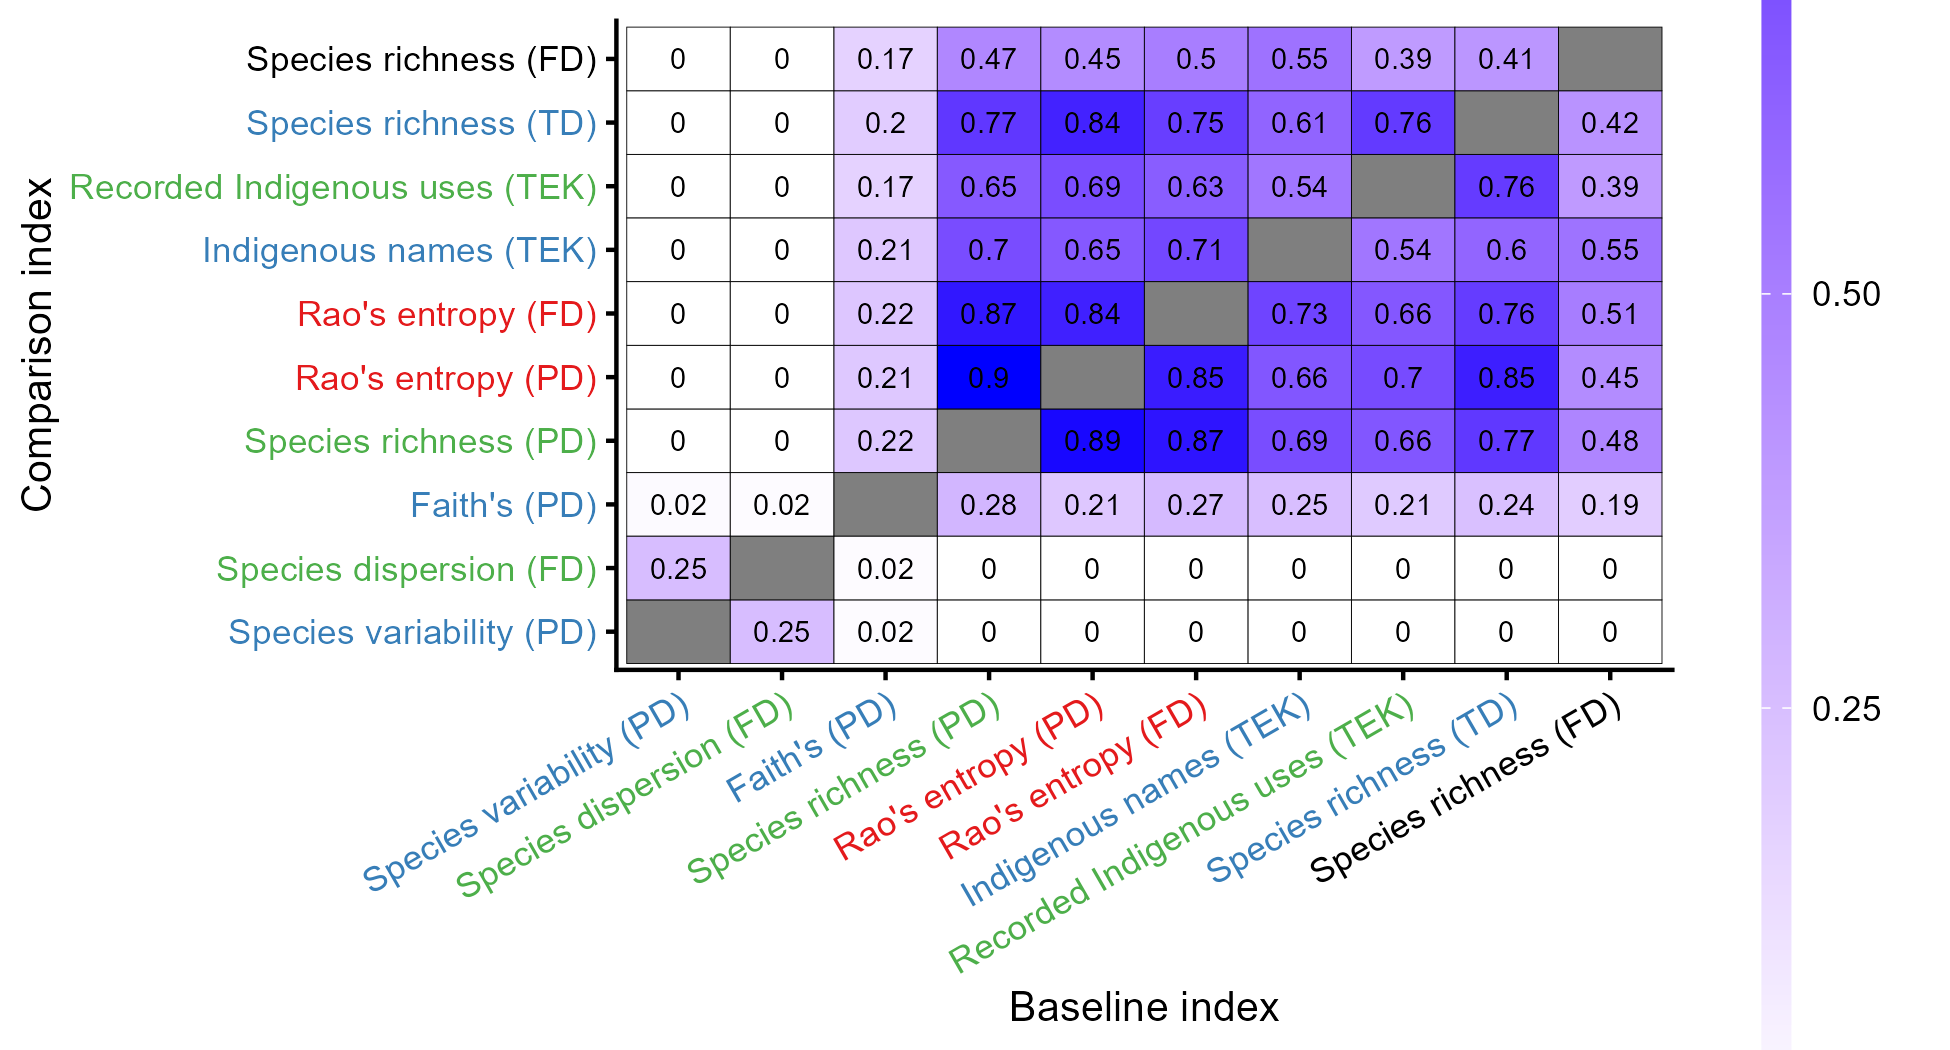 Species richness (FD) 0 0 0.17 0.47 0.45 0.5 0.55 0.39 0.41
Species richness (TD) 0 0 0.2 0.77 0.84 0.75 0.61 0.76 0.42
Recorded Indigenous uses (TEK) 0 0 0.17 0.65 0.69 0.63 0.54 0.76 0.39
Indigenous names (TEK) 0 0 0.21 0.7 0.65 0.71 0.54 0.6 0.55
Rao's entropy (FD) 0 0 0.22 0.87 0.84 0.73 0.66 0.76 0.51
Rao's entropy (PD) 0 0 0.21 0.9 0.85 0.66 0.7 0.85 0.45
Species richness (PD) 0 0 0.22 0.89 0.87 0.69 0.66 0.77 0.48
Faith's (PD) 0.02 0.02 0.28 0.21 0.27 0.25 0.21 0.24 0.19
Species dispersion (FD) 0.25 0.02 0 0 0 0 0 0 0
Species variability (PD) 0.25 0.02 0 0 0 0 0 0 0
Comparison index
Species variability (PD)
Species dispersion (FD)
Faith's (PD)
Species richness (PD)
Rao's entropy (PD)
Rao's entropy (FD)
Indigenous names (TEK)
Recorded Indigenous uses (TEK)
Species richness (TD)
Species richness (FD)
Baseline index
0.50
0.25